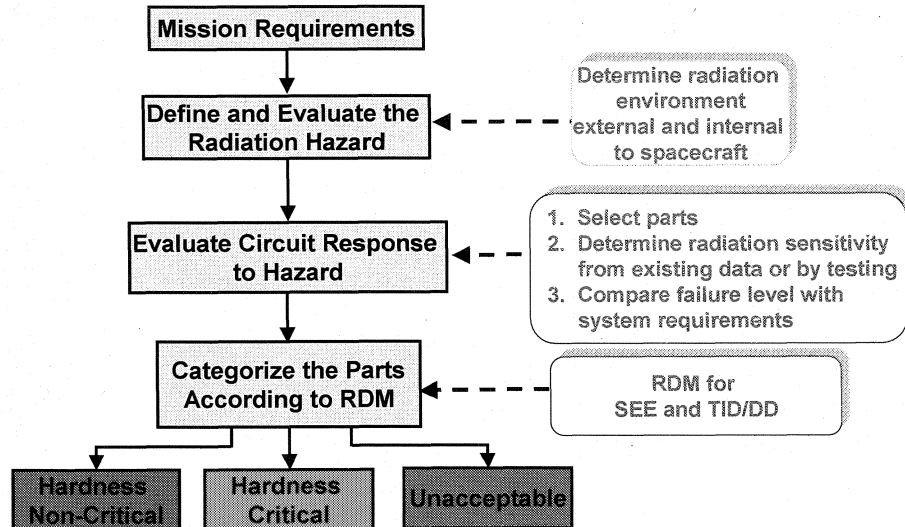 Mission Requirements
Define and Evaluate the
Radiation Hazard
Determine radiation
environment
external and internal
to spacecraft
Evaluate Circuit Response
to Hazard
1. Select parts
2. Determine radiation sensitivity
from existing data or by testing
3. Compare failure level with
system requirements
Categorize the Parts
According to RDM
RDM for
SEE and TID/DD
Hardness
Non-Critical
Hardness
Critical
Unacceptable